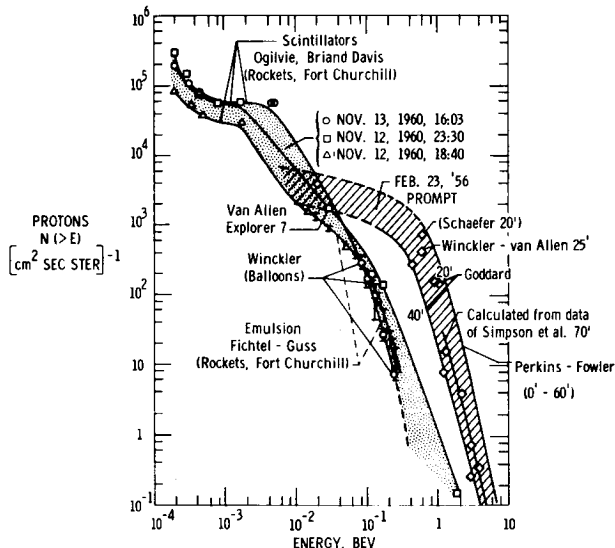 10^6
10^5
10^4
10^3
10^2
10
1
10^-1
10^-4
10^-3
10^-2
10^-1
1
10
PROTONS
N (>E)
[cm^2 SEC STER]^-1
ENERGY, BEV
Scintillators
Ogilvie, Briand Davis
(Rockets, Fort Churchill)
○ NOV. 13, 1960, 16:03
□ NOV. 12, 1960, 23:30
△ NOV. 12, 1960, 18:40
FEB. 23, '56
PROMPT
Van Allen
Explorer 7
(Schaefer 20')
Winckler - van Allen 25'
20'
Goddard
Winckler
(Balloons)
40'
Calculated from data
of Simpson et al. 70'
Emulsion
Fichtel - Guss
(Rockets, Fort Churchill)
Perkins - Fowler
(0' - 60')